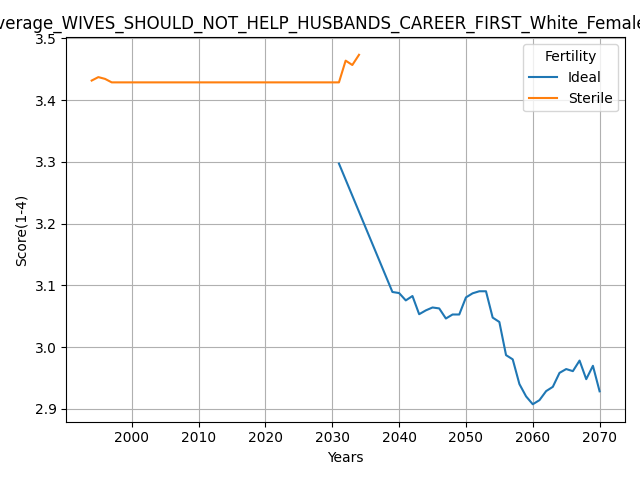 verage_WIVES_SHOULD_NOT_HELP_HUSBANDS_CAREER_FIRST_White_Female
3.5
3.4
3.3
3.2
3.1
3.0
2.9
Score(1-4)
Fertility
Ideal
Sterile
2000 2010 2020 2030 2040 2050 2060 2070
Years